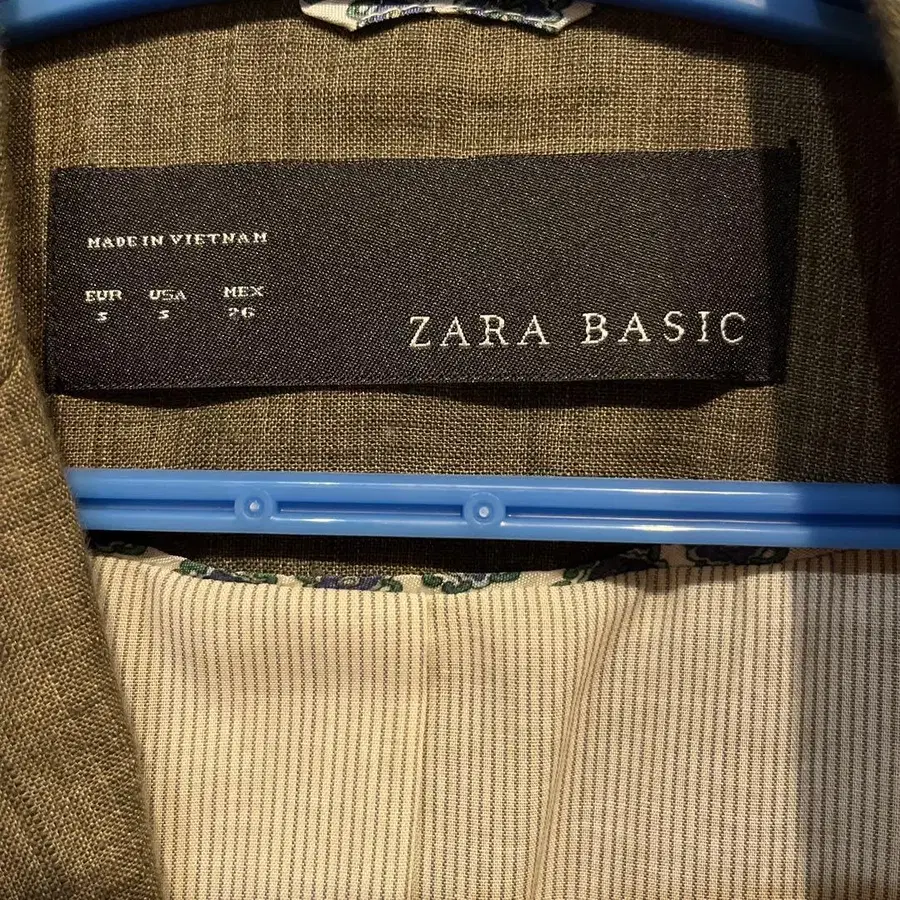 MADE IN VIETNAM
EUR USA MEX
S S 26
ZARA BASIC